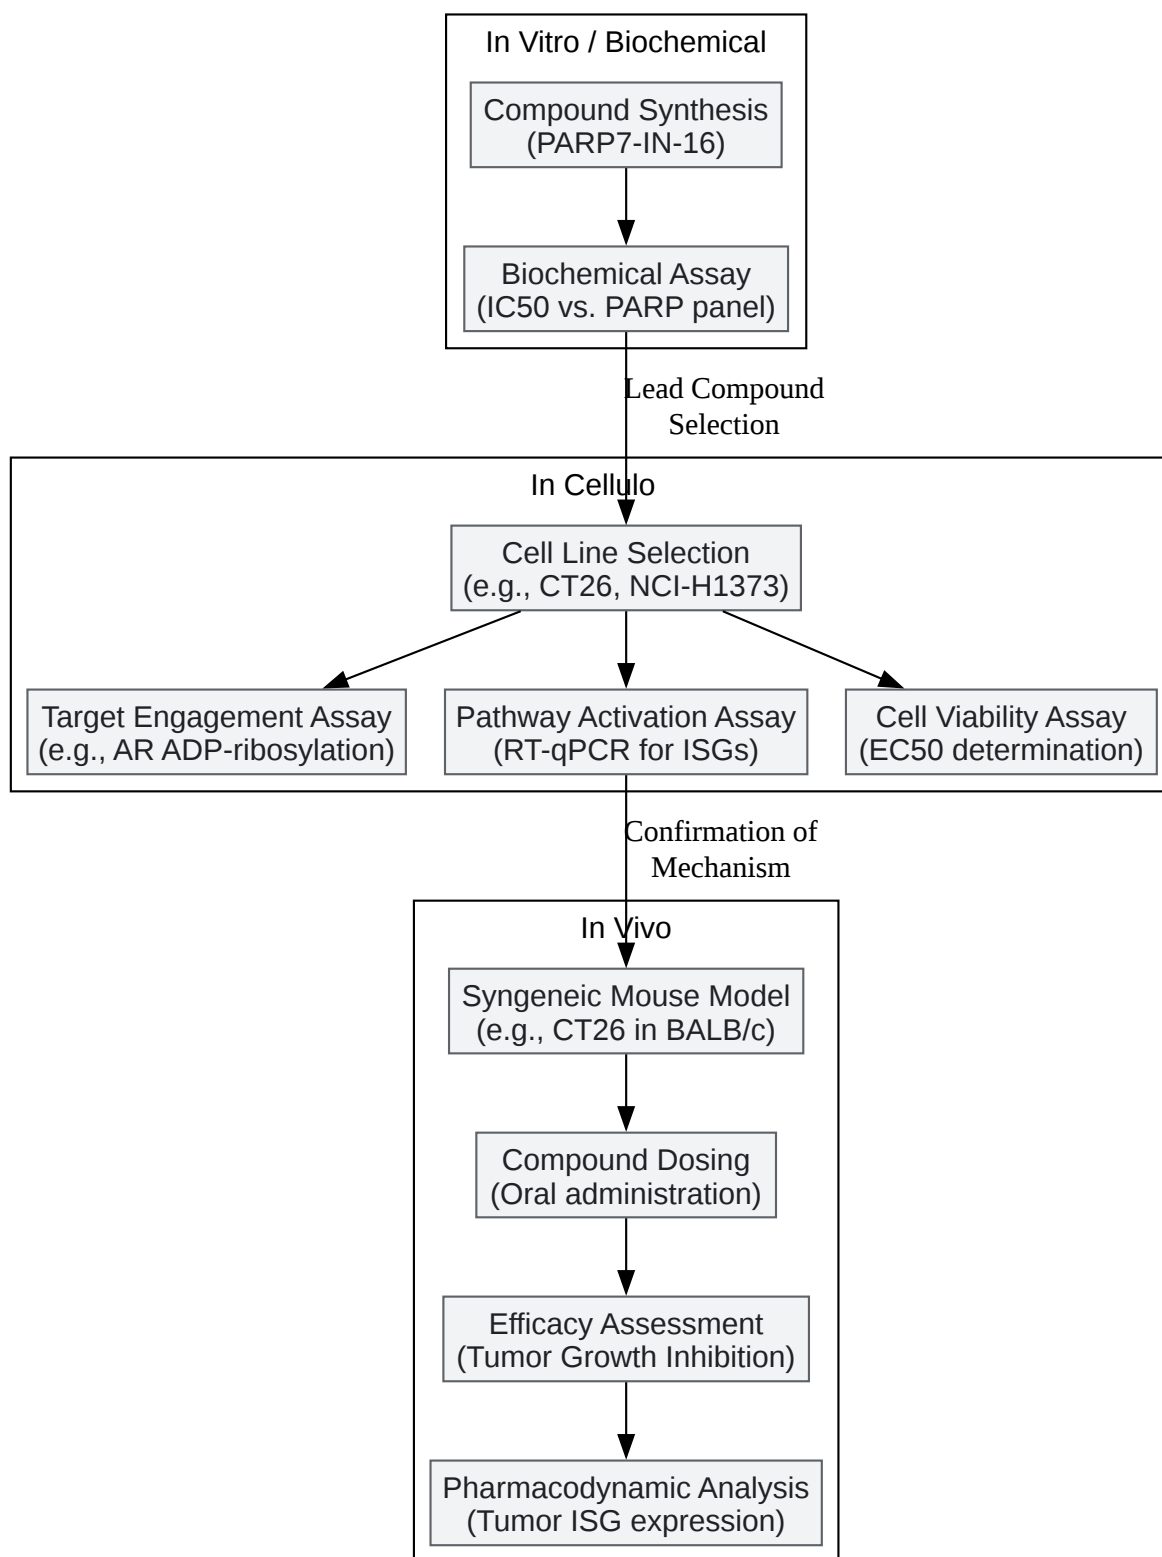 In Vitro / Biochemical
Compound Synthesis
(PARP7-IN-16)
Biochemical Assay
(IC50 vs. PARP panel)
Lead Compound
Selection
In Cellulo
Cell Line Selection
(e.g., CT26, NCI-H1373)
Target Engagement Assay
(e.g., AR ADP-ribosylation)
Pathway Activation Assay
(RT-qPCR for ISGs)
Cell Viability Assay
(EC50 determination)
Confirmation of
Mechanism
In Vivo
Syngeneic Mouse Model
(e.g., CT26 in BALB/c)
Compound Dosing
(Oral administration)
Efficacy Assessment
(Tumor Growth Inhibition)
Pharmacodynamic Analysis
(Tumor ISG expression)